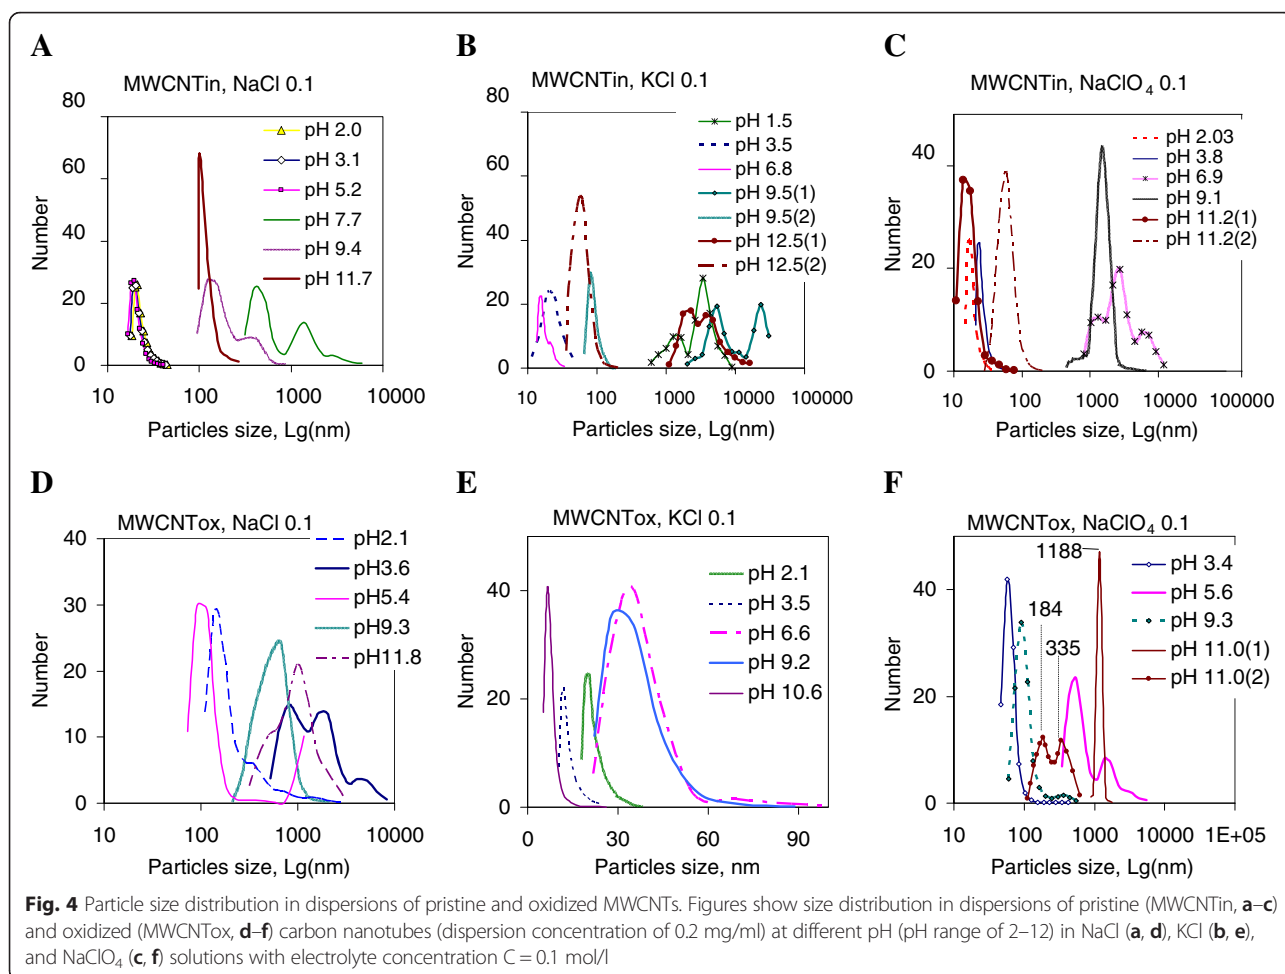 A
MWCNTin, NaCl 0.1
80
60
40
20
0
Number
10
100
1000
10000
Particles size, Lg(nm)
pH 2.0
pH 3.1
pH 5.2
pH 7.7
pH 9.4
pH 11.7
B
MWCNTin, KCl 0.1
80
60
40
20
0
Number
10
100
1000
10000
100000
Particles size, Lg(nm)
pH 1.5
pH 3.5
pH 6.8
pH 9.5(1)
pH 9.5(2)
pH 12.5(1)
pH 12.5(2)
C
MWCNTin, NaClO4 0.1
40
20
0
Number
10
100
1000
10000
100000
Particles size, Lg(nm)
pH 2.03
pH 3.8
pH 6.9
pH 9.1
pH 11.2(1)
pH 11.2(2)
D
MWCNTox, NaCl 0.1
40
30
20
10
0
Number
10
100
1000
10000
Particles size, Lg(nm)
pH2.1
pH3.6
pH5.4
pH9.3
pH11.8
E
MWCNTox, KCl 0.1
40
20
0
Number
0
30
60
90
Particles size, nm
pH 2.1
pH 3.5
pH 6.6
pH 9.2
pH 10.6
F
MWCNTox, NaClO4 0.1
1188
184
335
40
20
0
Number
10
100
1000
10000
1E+05
Particles size, Lg(nm)
pH 3.4
pH 5.6
pH 9.3
pH 11.0(1)
pH 11.0(2)
Fig. 4 Particle size distribution in dispersions of pristine and oxidized MWCNTs. Figures show size distribution in dispersions of pristine (MWCNTin, a–c)
and oxidized (MWCNTox, d–f) carbon nanotubes (dispersion concentration of 0.2 mg/ml) at different pH (pH range of 2–12) in NaCl (a, d), KCl (b, e),
and NaClO4 (c, f) solutions with electrolyte concentration C = 0.1 mol/l